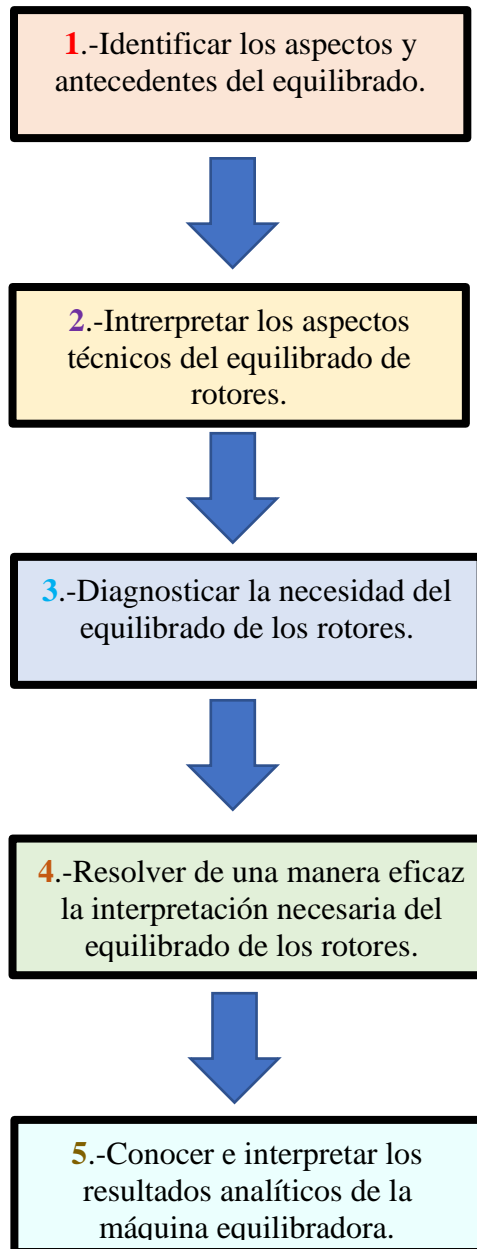 1.-Identificar los aspectos y
antecedentes del equilibrado.
2.-Intrerpretar los aspectos
técnicos del equilibrado de
rotores.
3.-Diagnosticar la necesidad del
equilibrado de los rotores.
4.-Resolver de una manera eficaz
la interpretación necesaria del
equilibrado de los rotores.
5.-Conocer e interpretar los
resultados analíticos de la
máquina equilibradora.